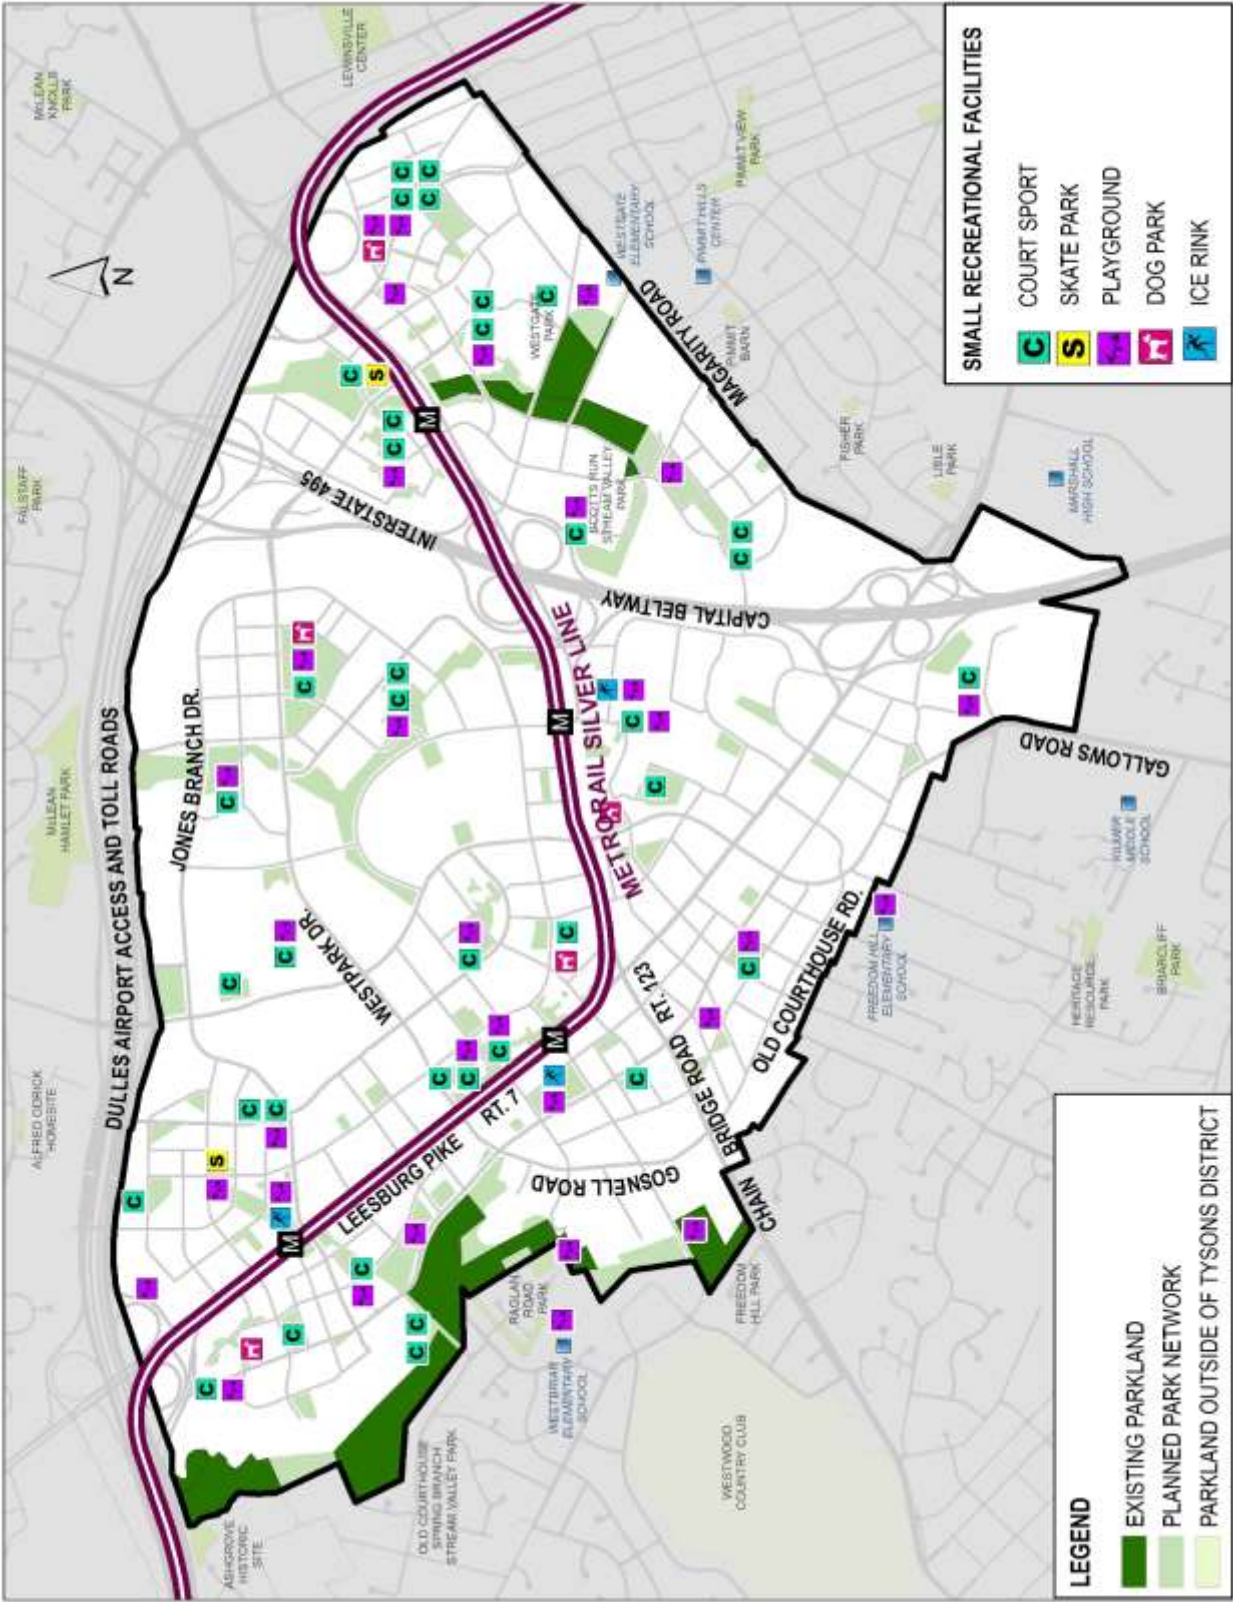 McLEAN
KNOLLS
PARK
LEWINSVILLE
CENTER
N
FALSTAFF
PARK
McLEAN
HAMLET PARK
ALFRED ODRICK
HOMESITE
DULLES AIRPORT ACCESS AND TOLL ROADS
JONES BRANCH DR.
WESTPARK DR.
INTERSTATE 495
CAPITAL BELTWAY
METRORAIL SILVER LINE
M
M
M
M
LEESBURG PIKE
RT. 7
GOSNELL ROAD
CHAIN
BRIDGE ROAD
RT. 123
OLD COURTHOUSE RD.
GALLOWS ROAD
MAGARITY ROAD
WESTGATE
PARK
SCOTTS RUN
STREAM VALLEY
PARK
WESTGATE
ELEMENTARY
SCHOOL
PIMMIT HILLS
CENTER
PIMMIT VIEW
PARK
PIMMIT
BARN
FISHER
PARK
LISLE
PARK
MARSHALL
HIGH SCHOOL
KILMER
MIDDLE
SCHOOL
BRIARCLIFF
PARK
HERITAGE
RESOURCE
PARK
FREEDOM HILL
ELEMENTARY
SCHOOL
FREEDOM
HILL PARK
RAGLAN
ROAD
PARK
WESTBRIAR
ELEMENTARY
SCHOOL
WESTWOOD
COUNTRY CLUB
OLD COURTHOUSE
SPRING BRANCH
STREAM VALLEY PARK
ASHGROVE
HISTORIC
SITE
SMALL RECREATIONAL FACILITIES
C COURT SPORT
S SKATE PARK
PLAYGROUND
DOG PARK
ICE RINK
LEGEND
EXISTING PARKLAND
PLANNED PARK NETWORK
PARKLAND OUTSIDE OF TYSONS DISTRICT